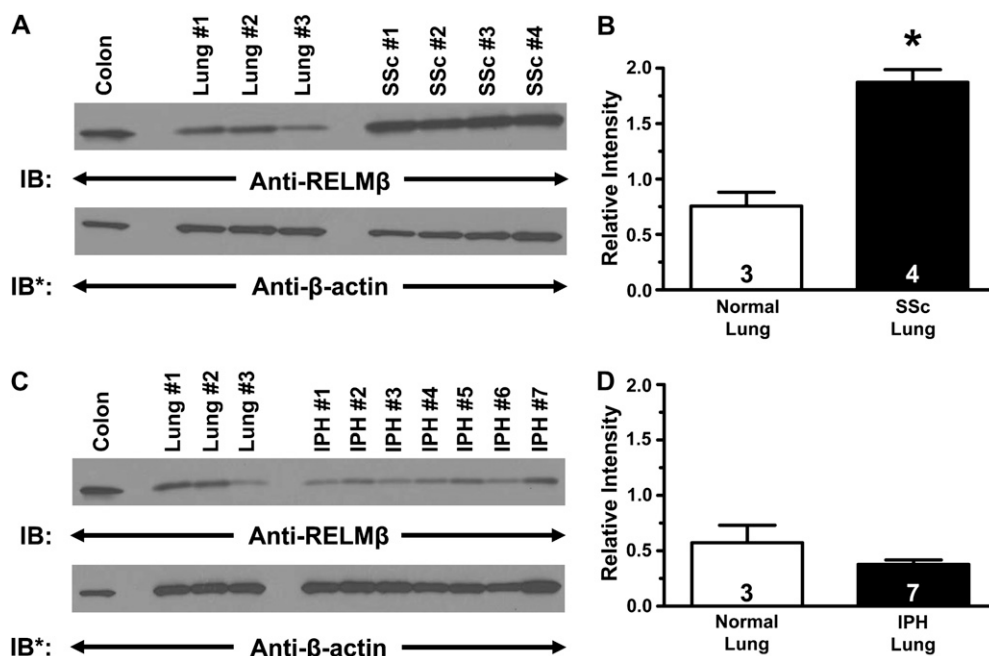 A
Colon
Lung #1
Lung #2
Lung #3
SSc #1
SSc #2
SSc #3
SSc #4
IB: Anti-RELMβ
IB*: Anti-β-actin
B
*
Relative Intensity
2.0
1.5
1.0
0.5
0.0
3
4
Normal
Lung
SSc
Lung
C
Colon
Lung #1
Lung #2
Lung #3
IPH #1
IPH #2
IPH #3
IPH #4
IPH #5
IPH #6
IPH #7
IB: Anti-RELMβ
IB*: Anti-β-actin
D
Relative Intensity
2.0
1.5
1.0
0.5
0.0
3
7
Normal
Lung
IPH
Lung